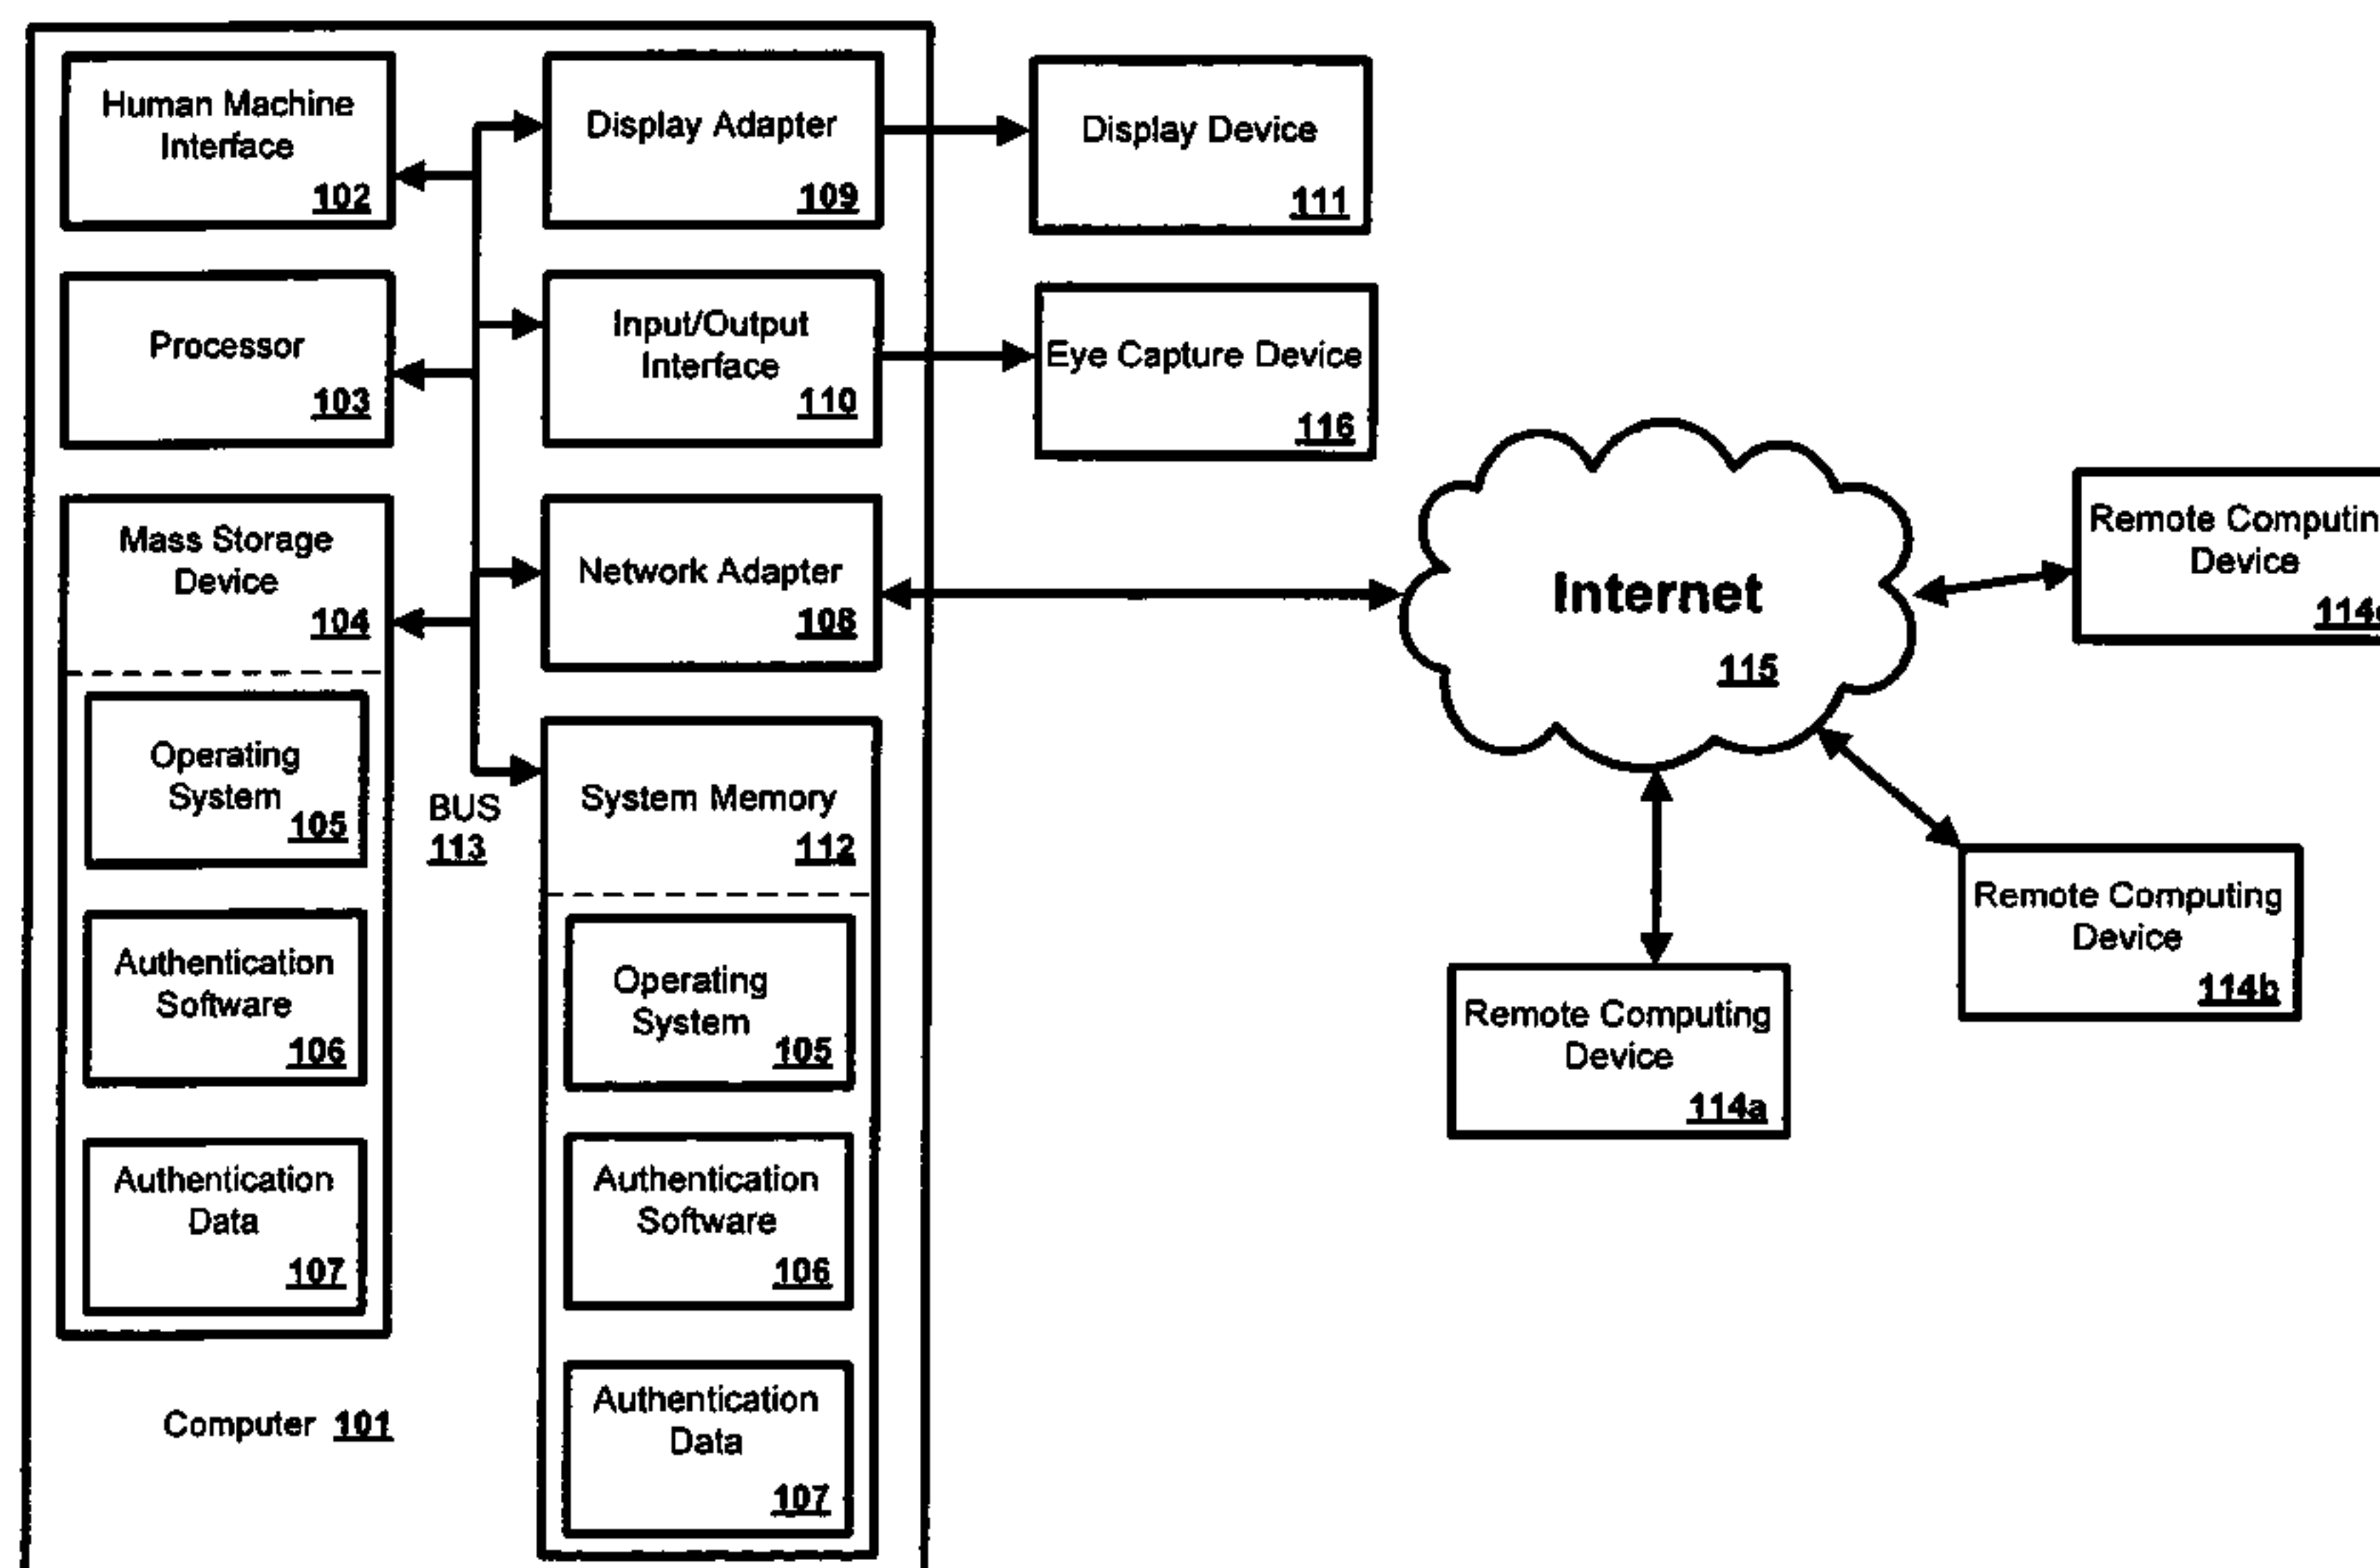 Human Machine
Interface
102
Display Adapter
109
Display Device
111
Processor
103
Input/Output
Interface
110
Eye Capture Device
116
Mass Storage
Device
104
Network Adapter
108
Internet
115
Remote
Device
Operating
System
105
BUS
113
System Memory
112
Remote Computing
Device
114b
Authentication
Software
106
Operating
System
105
Remote Computing
Device
114a
Authentication
Data
107
Authentication
Software
106
Computer 101
Authentication
Data
107